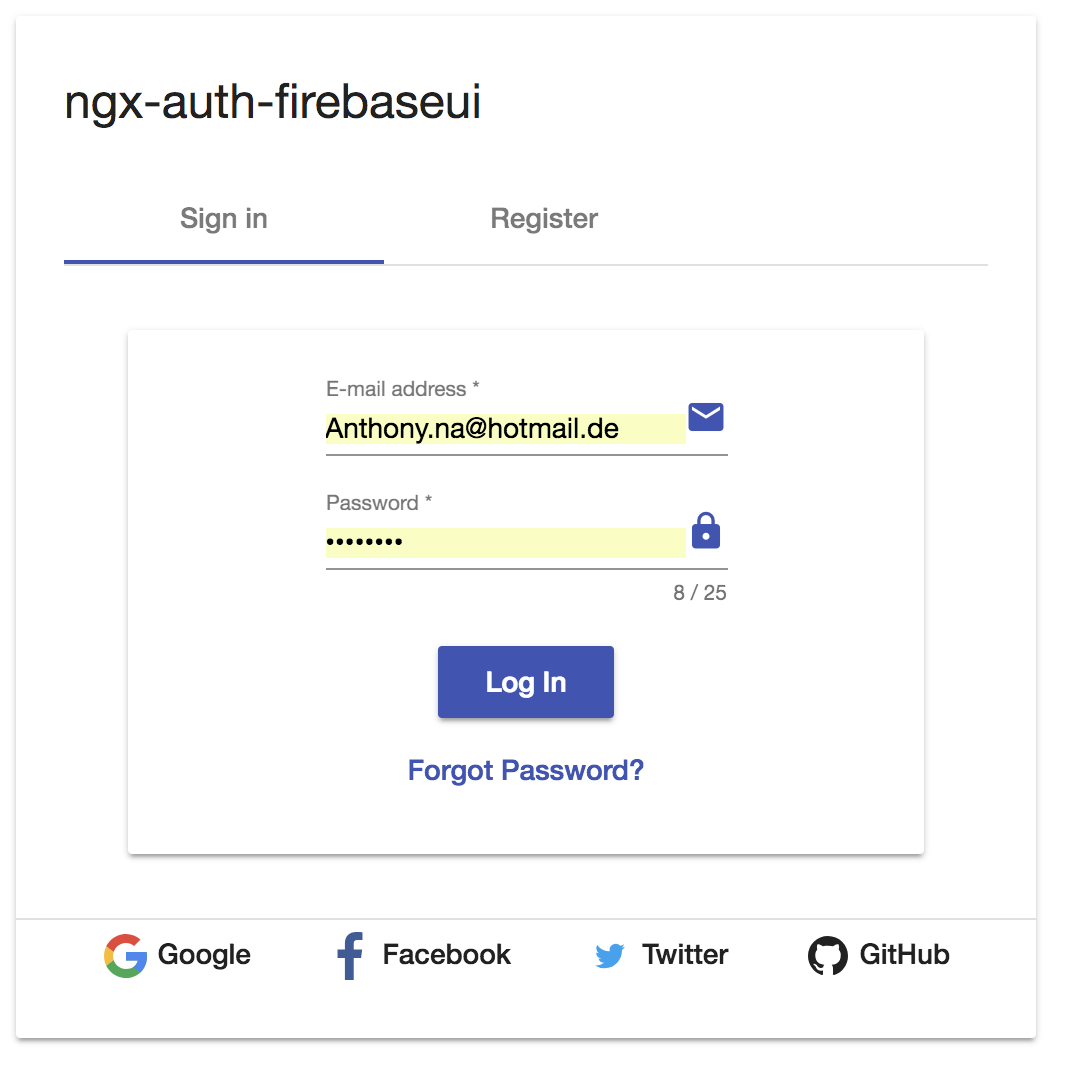 ngx-auth-firebaseui
Sign in Register
E-mail address *
Anthony.na@hotmail.de
Password *
••••••••
8 / 25
Log In
Forgot Password?
Google Facebook Twitter GitHub